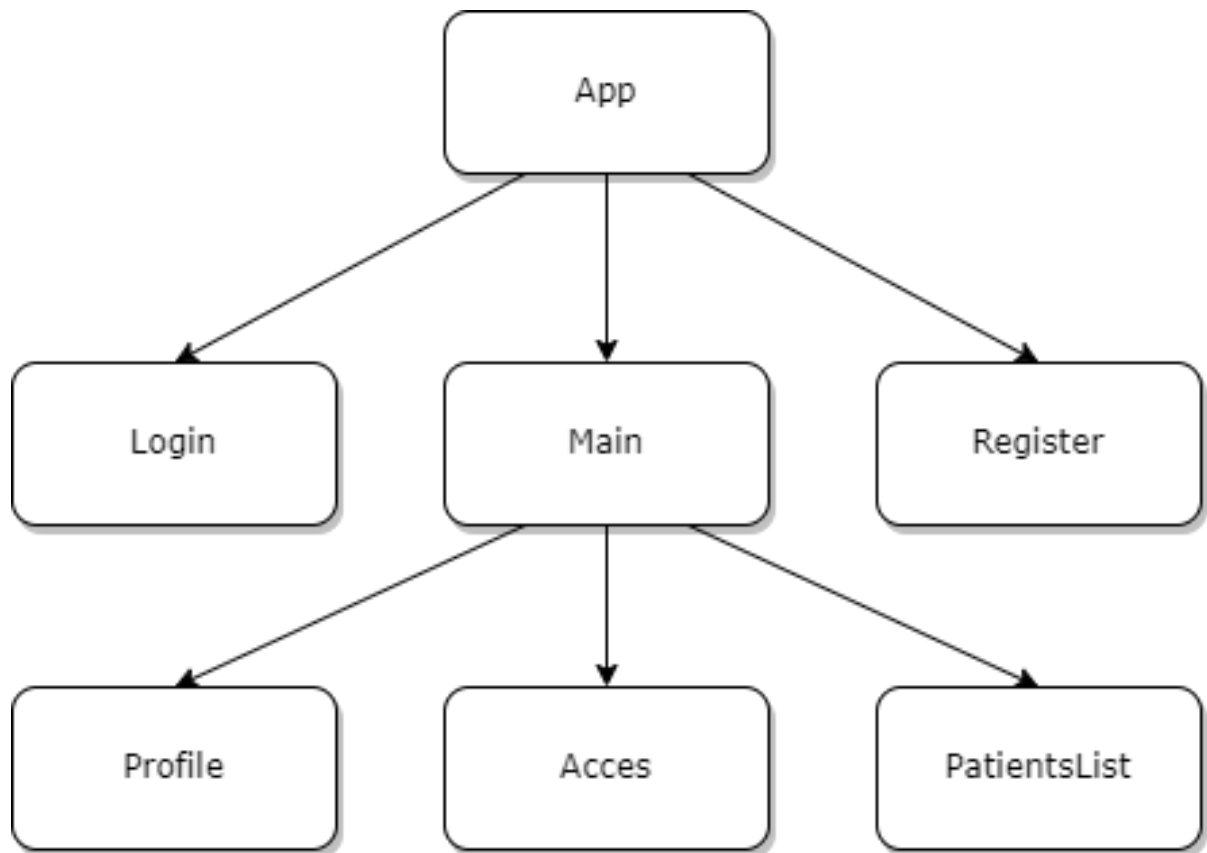 App
Login
Main
Register
Profile
Acces
PatientsList